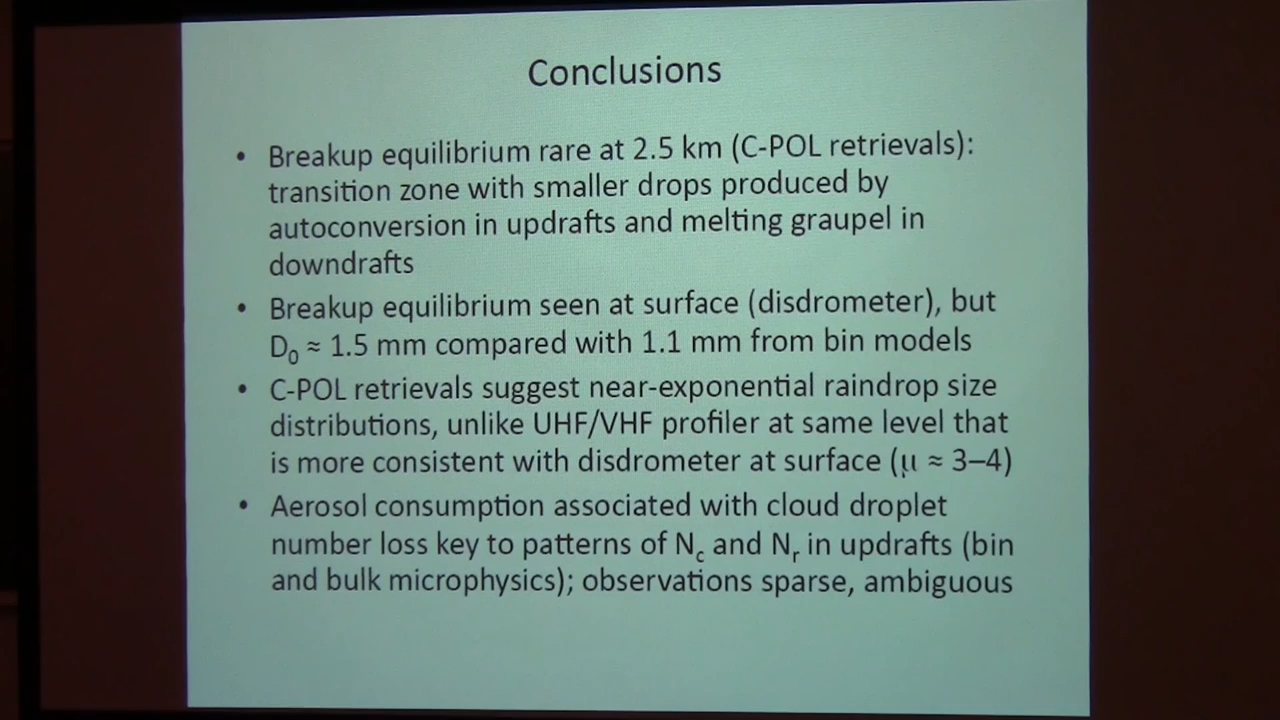 Conclusions
• Breakup equilibrium rare at 2.5 km (C-POL retrievals):
transition zone with smaller drops produced by
autoconversion in updrafts and melting graupel in
downdrafts
• Breakup equilibrium seen at surface (disdrometer), but
D₀ ≈ 1.5 mm compared with 1.1 mm from bin models
• C-POL retrievals suggest near-exponential raindrop size
distributions, unlike UHF/VHF profiler at same level that
is more consistent with disdrometer at surface (μ ≈ 3–4)
• Aerosol consumption associated with cloud droplet
number loss key to patterns of Nc and Nr in updrafts (bin
and bulk microphysics); observations sparse, ambiguous